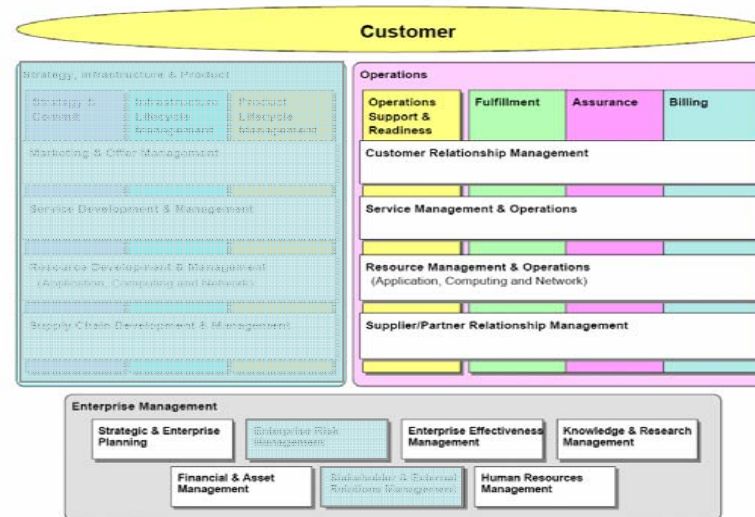 Customer
Strategy, Infrastructure & Product
Strategy &
Commit
Infrastructure
Lifecycle
Management
Product
Lifecycle
Management
Marketing & Offer Management
Service Development & Management
Resource Development & Management
(Application, Computing and Network)
Supply Chain Development & Management
Operations
Operations
Support &
Readiness
Fulfillment
Assurance
Billing
Customer Relationship Management
Service Management & Operations
Resource Management & Operations
(Application, Computing and Network)
Supplier/Partner Relationship Management
Enterprise Management
Strategic & Enterprise
Planning
Enterprise Risk
Management
Enterprise Effectiveness
Management
Knowledge & Research
Management
Financial & Asset
Management
Stakeholder & External
Relations Management
Human Resources
Management